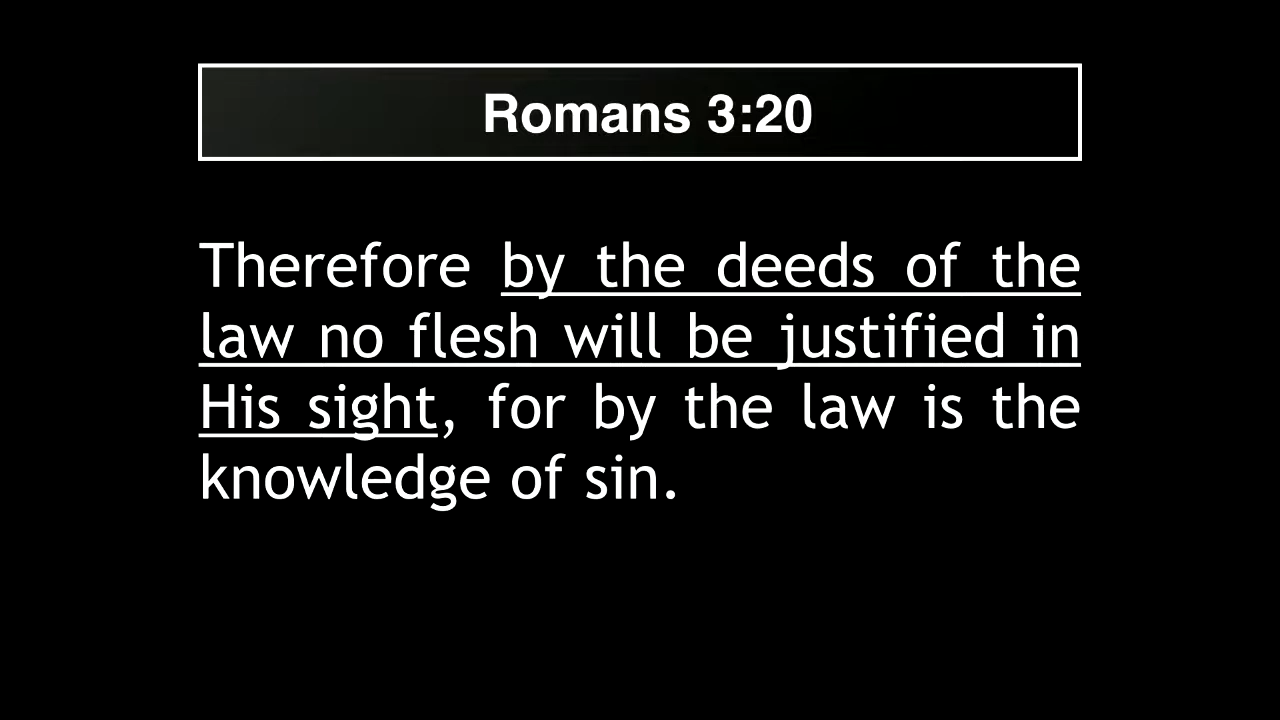 Romans 3:20
Therefore by the deeds of the
law no flesh will be justified in
His sight, for by the law is the
knowledge of sin.